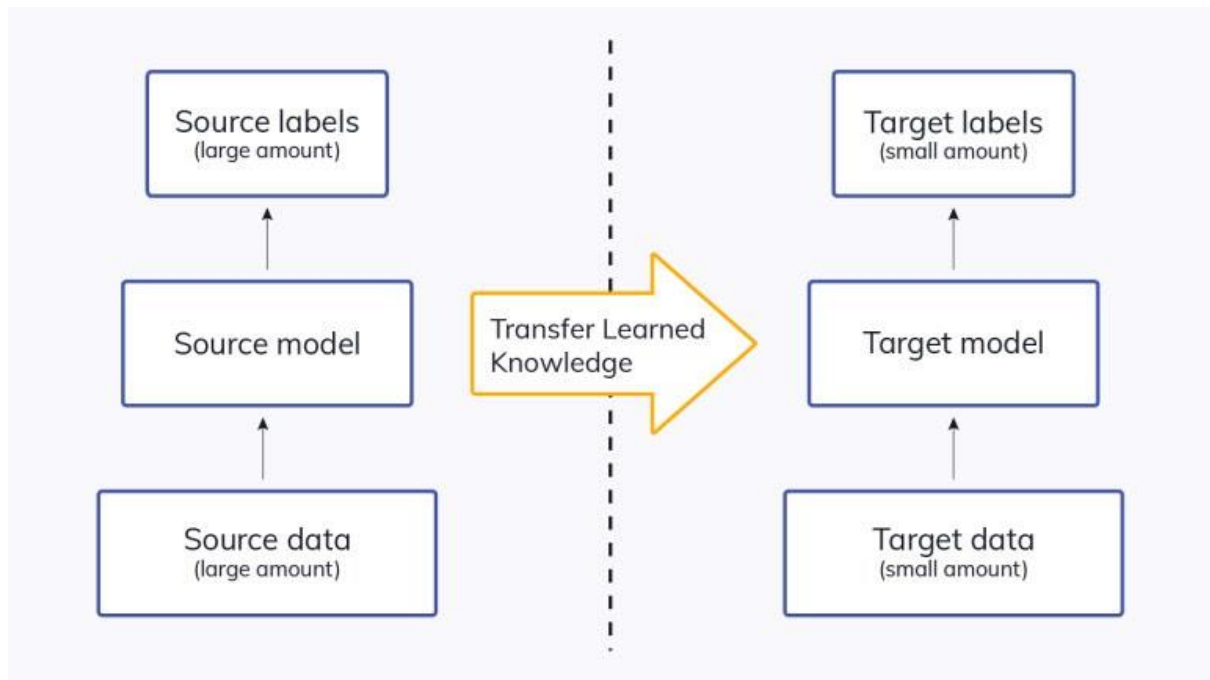 Source labels
(large amount)
Source model
Source data
(large amount)
Transfer Learned
Knowledge
Target labels
(small amount)
Target model
Target data
(small amount)